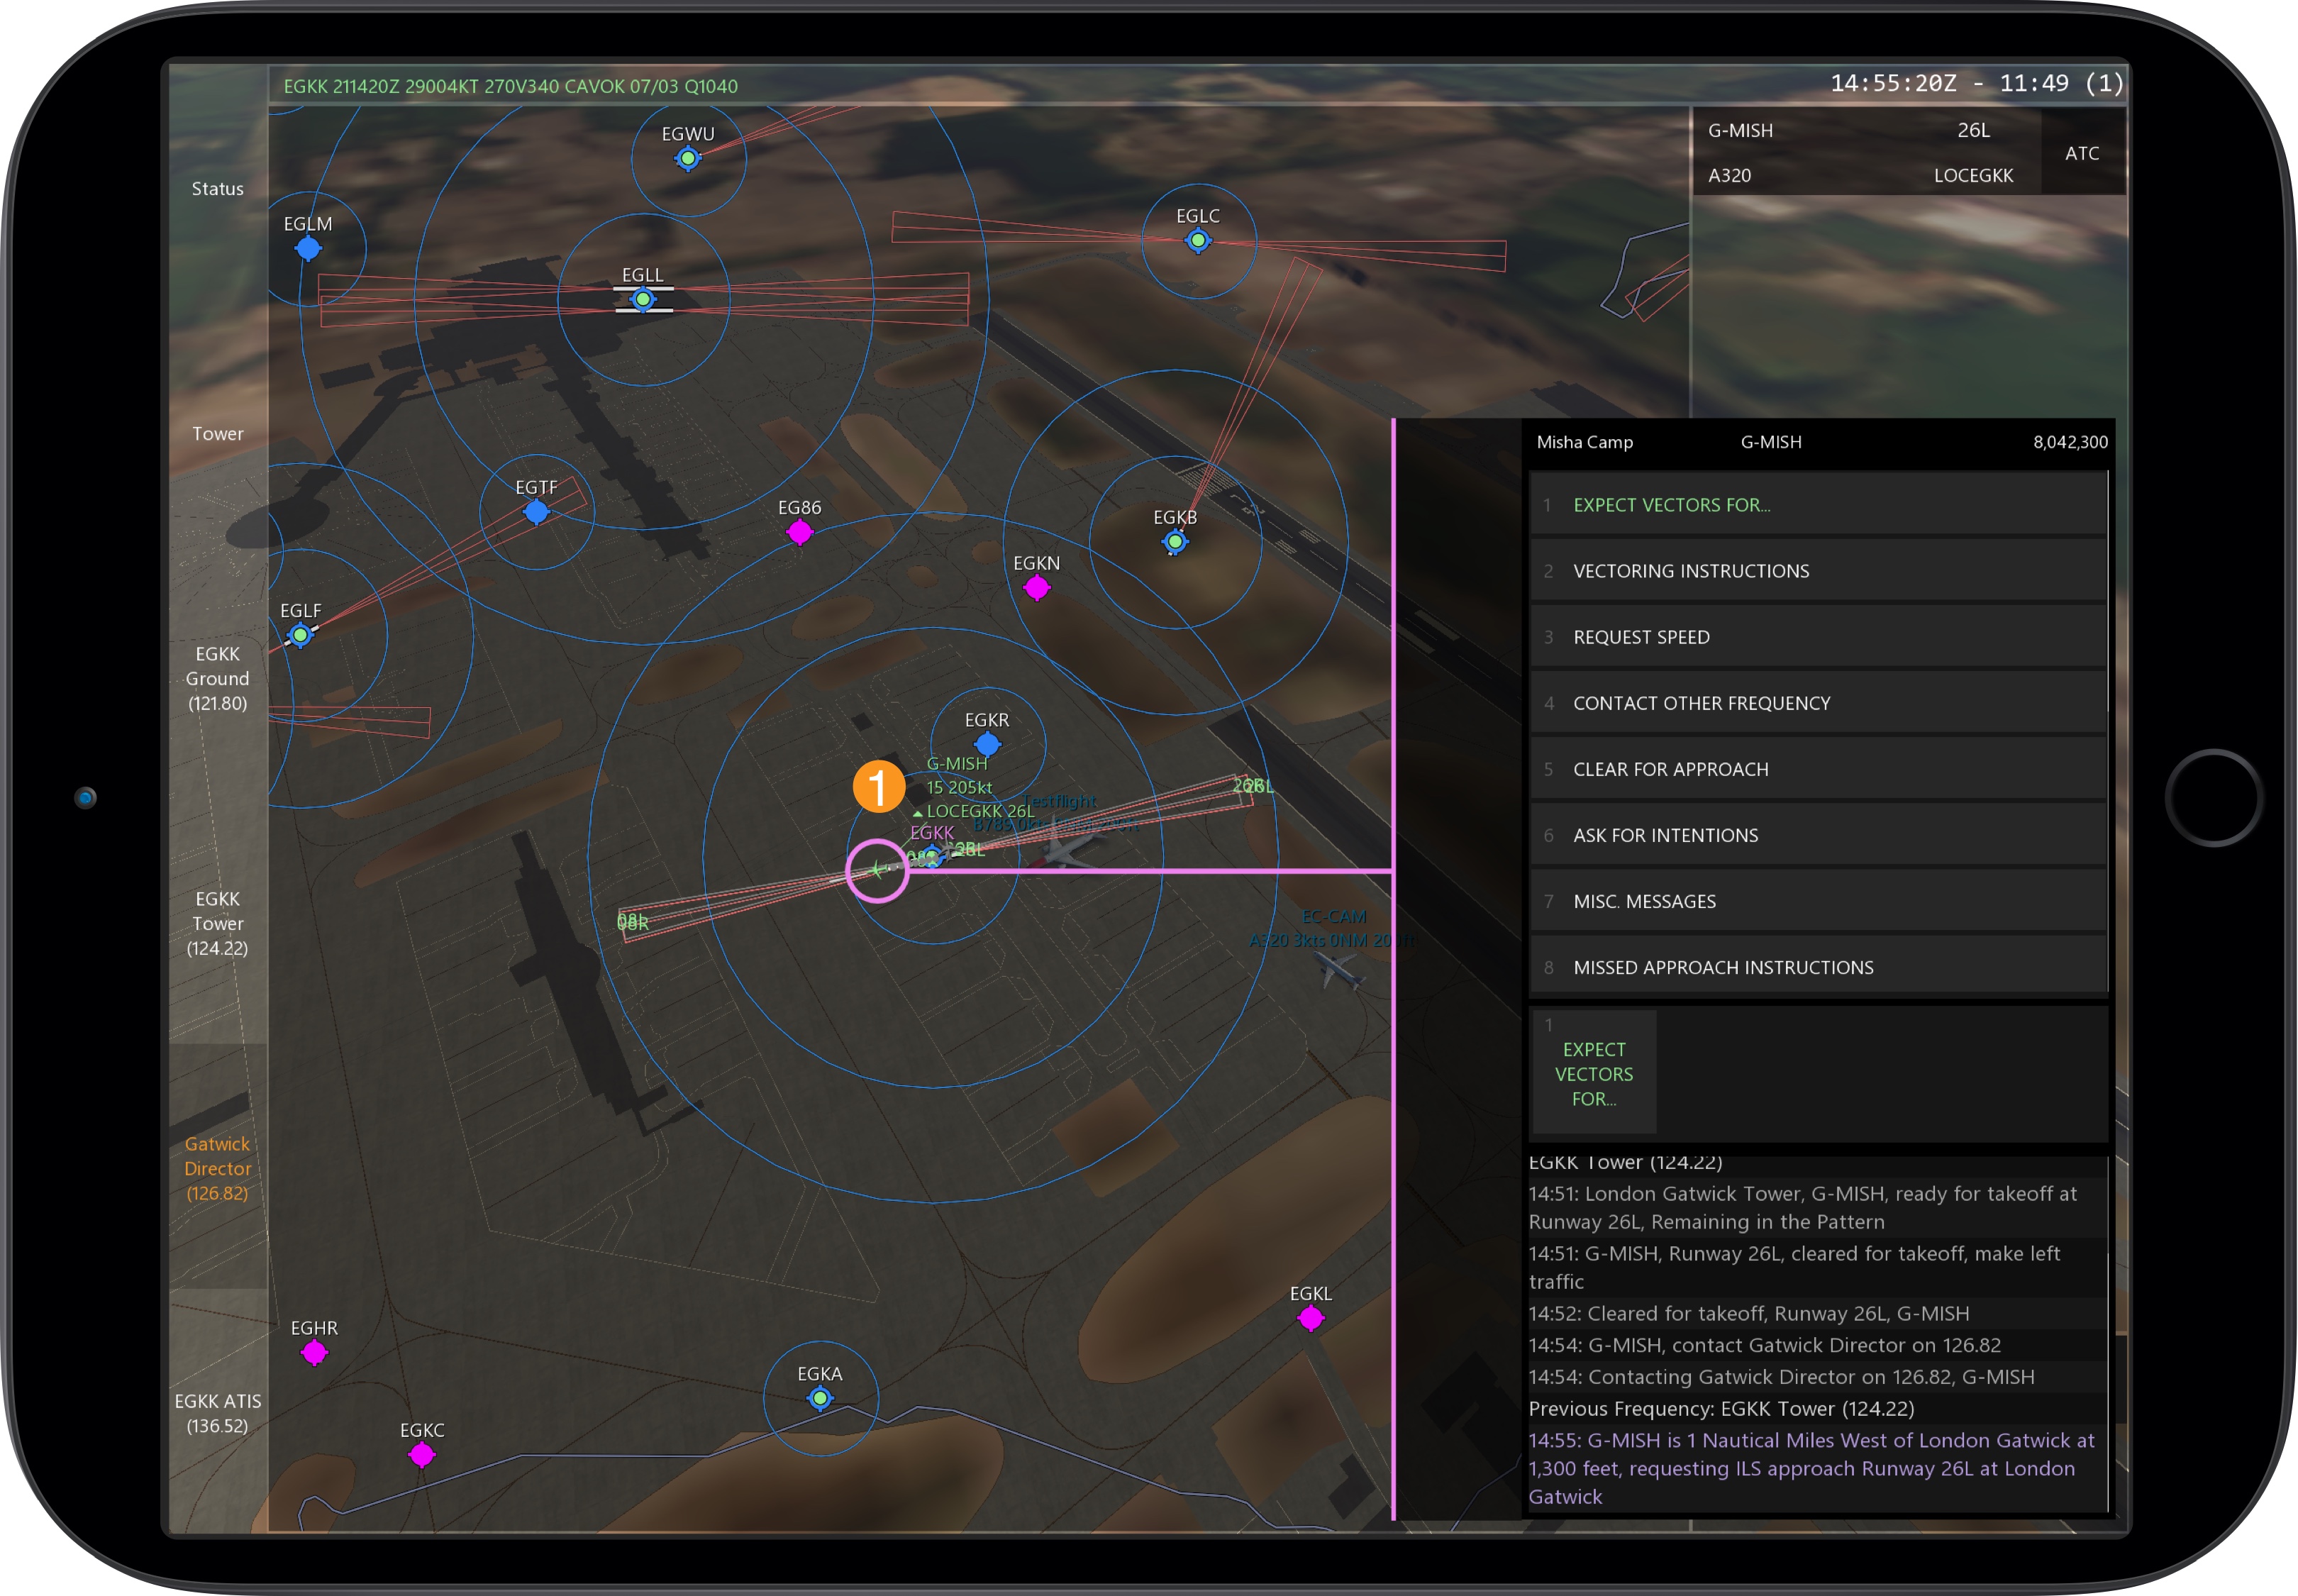 EGKK 211420Z 29004KT 270V340 CAVOK 07/03 Q1040
14:55:20Z - 11:49 (1)
Status
Tower
EGKK
Ground
(121.80)
EGKK
Tower
(124.22)
Gatwick
Director
(126.82)
EGKK ATIS
(136.52)
EGWU
EGLM
EGLC
EGLL
EGTF
EG86
EGKB
EGKN
EGLF
EGKR
1
G-MISH
15 205kt
LOCEGKK 26L
Testflight
EGKK
26L
08R
EC-CAM
A320 3kts 0NM
EGKL
EGHR
EGKA
EGKC
G-MISH 26L
A320 LOCEGKK
ATC
Misha Camp G-MISH 8,042,300
1 EXPECT VECTORS FOR...
2 VECTORING INSTRUCTIONS
3 REQUEST SPEED
4 CONTACT OTHER FREQUENCY
5 CLEAR FOR APPROACH
6 ASK FOR INTENTIONS
7 MISC. MESSAGES
8 MISSED APPROACH INSTRUCTIONS
1
EXPECT
VECTORS
FOR...
EGKK Tower (124.22)
14:51: London Gatwick Tower, G-MISH, ready for takeoff at
Runway 26L, Remaining in the Pattern
14:51: G-MISH, Runway 26L, cleared for takeoff, make left
traffic
14:52: Cleared for takeoff, Runway 26L, G-MISH
14:54: G-MISH, contact Gatwick Director on 126.82
14:54: Contacting Gatwick Director on 126.82, G-MISH
Previous Frequency: EGKK Tower (124.22)
14:55: G-MISH is 1 Nautical Miles West of London Gatwick at
1,300 feet, requesting ILS approach Runway 26L at London
Gatwick